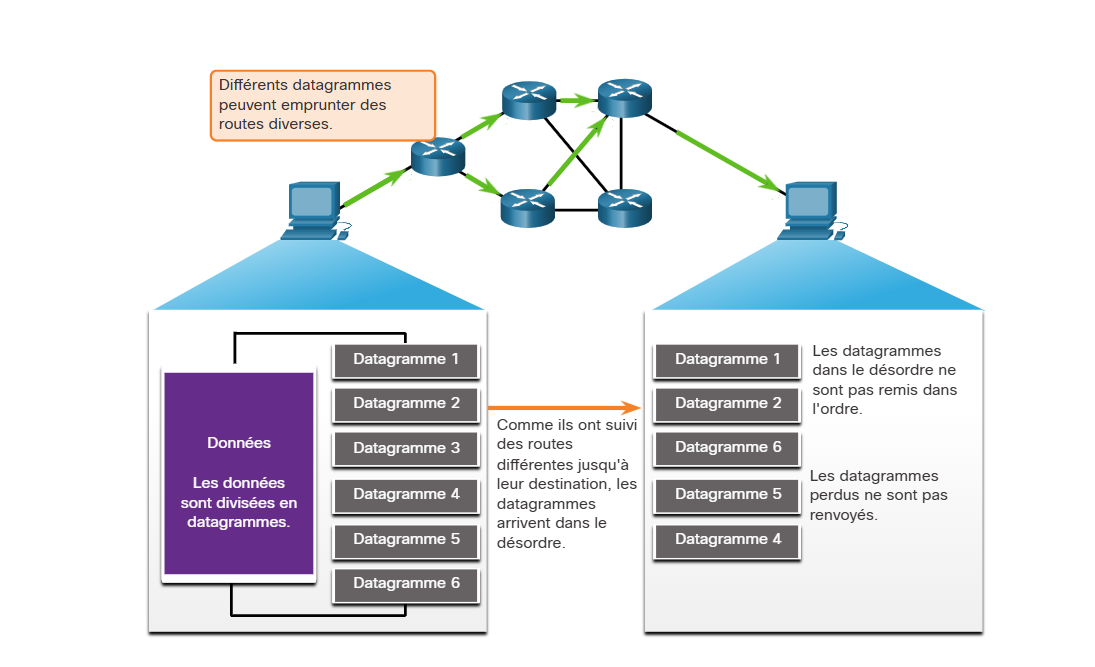 Différents datagrammes
peuvent emprunter des
routes diverses.
Données
Les données
sont divisées en
datagrammes.
Datagramme 1
Datagramme 2
Datagramme 3
Datagramme 4
Datagramme 5
Datagramme 6
Comme ils ont suivi
des routes
différentes jusqu'à
leur destination, les
datagrammes
arrivent dans le
désordre.
Datagramme 1
Datagramme 2
Datagramme 6
Datagramme 5
Datagramme 4
Les datagrammes
dans le désordre ne
sont pas remis dans
l'ordre.
Les datagrammes
perdus ne sont pas
renvoyés.